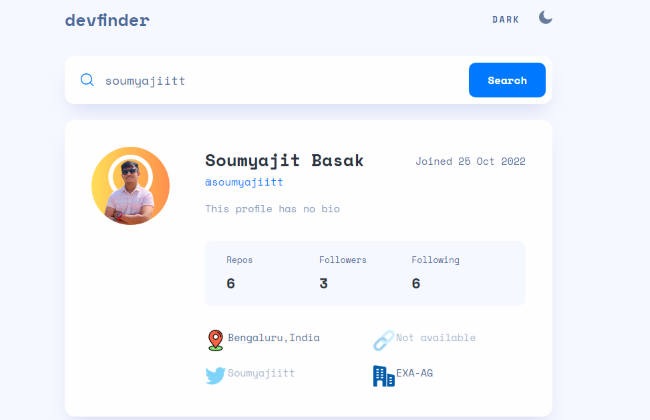 devfinder
DARK
soumyajiitt
Search
Soumyajit Basak
Joined 25 Oct 2022
@soumyajiitt
This profile has no bio
Repos Followers Following
6 3 6
Bengaluru,India
Not available
Soumyajiitt
EXA-AG